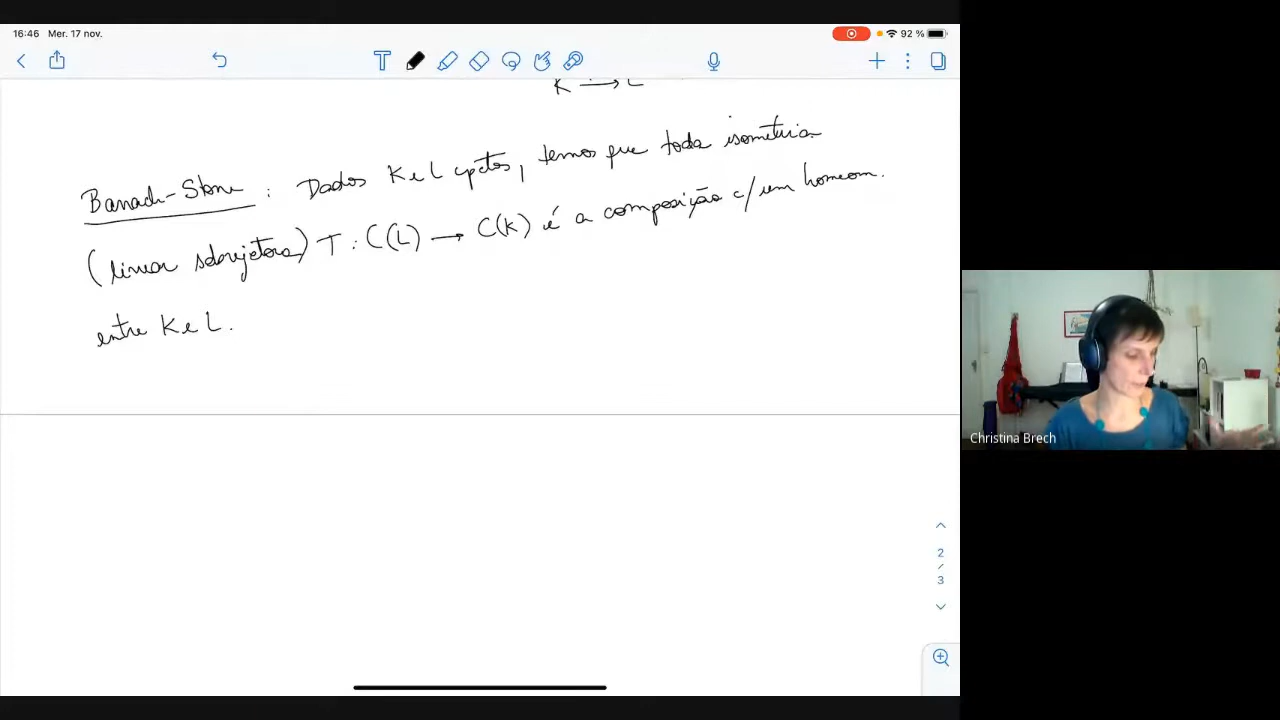 16:46 Mer. 17 nov.
92 %
T
K → L
Banach-Stone : Dados K e L cpctos, temos que toda isometria
(linear sobrejetora) T : C(L) → C(K) é a composição c/ um homeom.
entre K e L.
Christina Brech
2
/
3